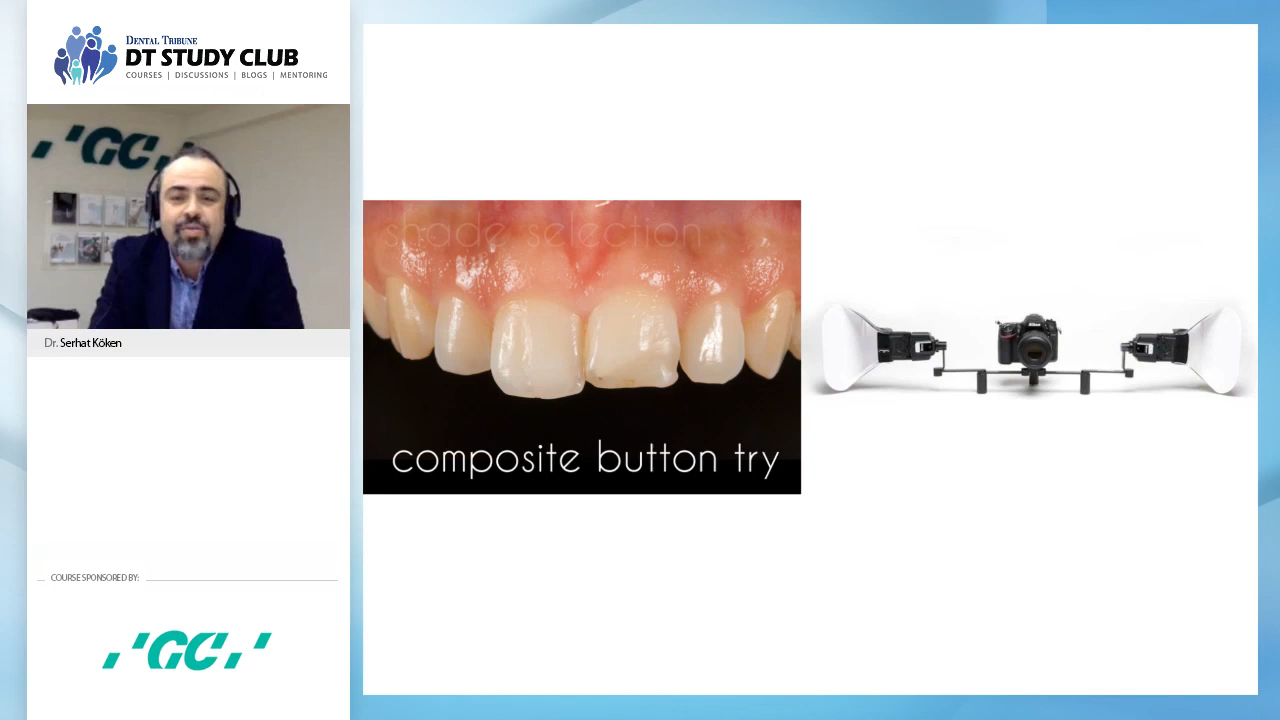 DENTAL TRIBUNE
DT STUDY CLUB
COURSES | DISCUSSIONS | BLOGS | MENTORING
GC
Dr. Serhat Köken
shade selection
composite button try
Nikon
COURSE SPONSORED BY:
GC